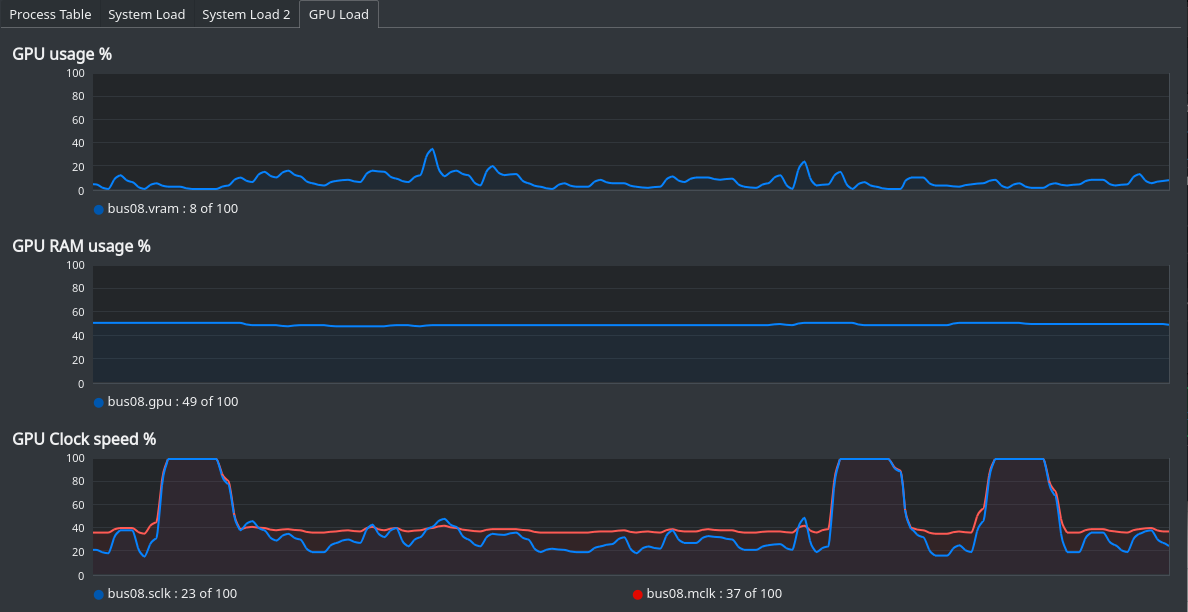 Process Table System Load System Load 2 GPU Load
GPU usage %
100
80
60
40
20
0
bus08.vram : 8 of 100
GPU RAM usage %
100
80
60
40
20
0
bus08.gpu : 49 of 100
GPU Clock speed %
100
80
60
40
20
0
bus08.sclk : 23 of 100 bus08.mclk : 37 of 100